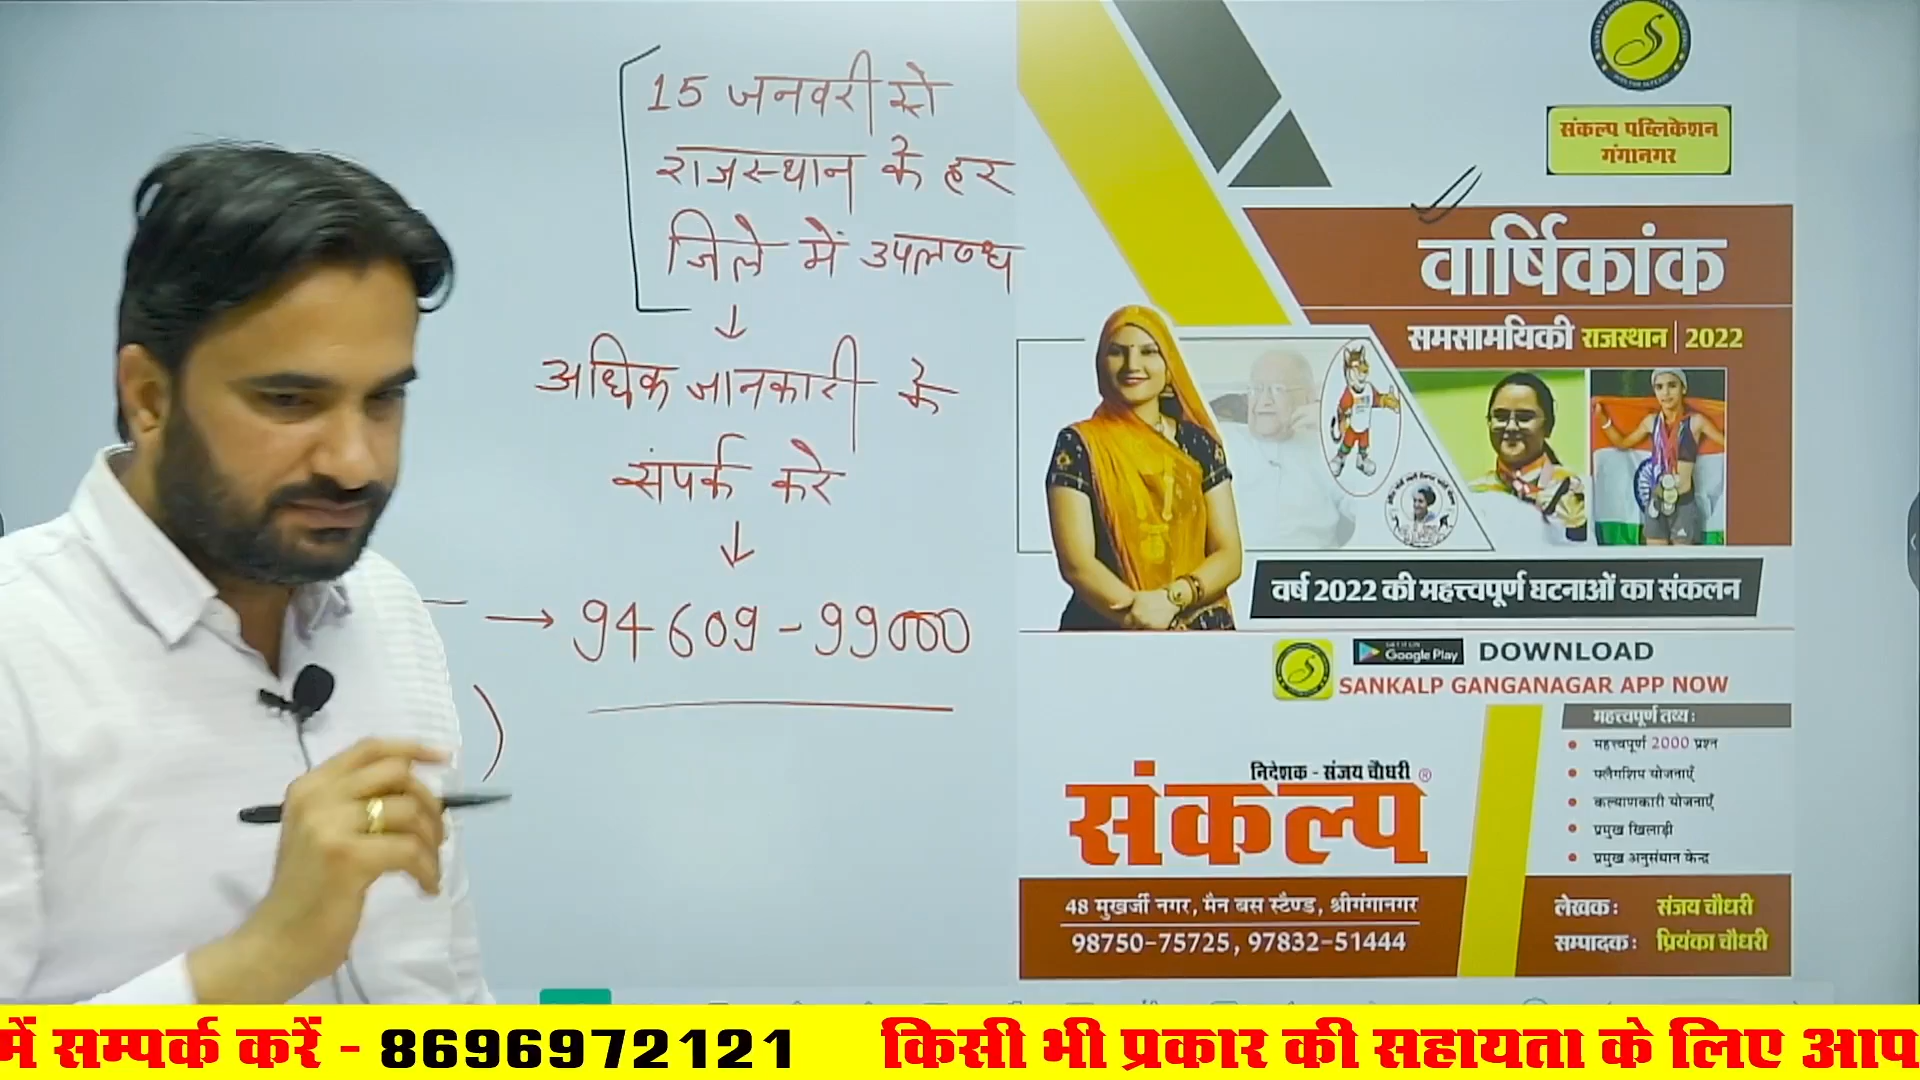 15 जनवरी से
राजस्थान के हर
जिले में उपलब्ध
अधिक जानकारी के
संपर्क करे
94609-99000
संकल्प पब्लिकेशन
गंगानगर
वार्षिकांक
समसामयिकी राजस्थान | 2022
वर्ष 2022 की महत्त्वपूर्ण घटनाओं का संकलन
Google Play DOWNLOAD
SANKALP GANGANAGAR APP NOW
महत्त्वपूर्ण तथ्य :
महत्त्वपूर्ण 2000 प्रश्न
फ्लैगशिप योजनाएँ
कल्याणकारी योजनाएँ
प्रमुख खिलाड़ी
प्रमुख अनुसंधान केन्द्र
निदेशक - संजय चौधरी ®
संकल्प
48 मुखर्जी नगर, मैन बस स्टैण्ड, श्रीगंगानगर
98750-75725, 97832-51444
लेखक : संजय चौधरी
सम्पादक : प्रियंका चौधरी
में सम्पर्क करें - 8696972121 किसी भी प्रकार की सहायता के लिए आप